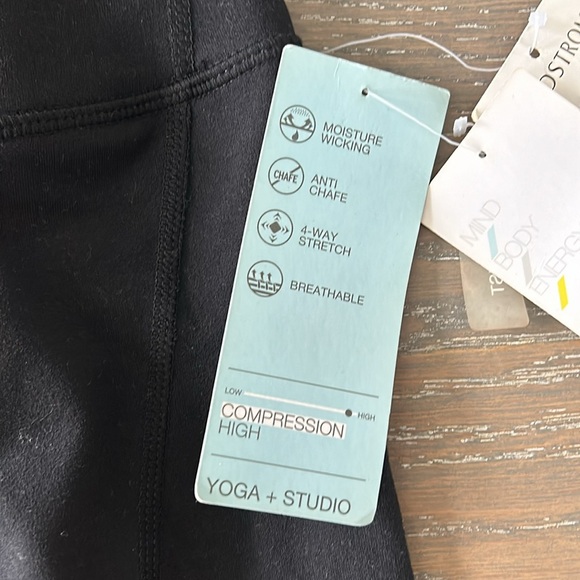 MOISTURE
WICKING
CHAFE
ANTI
CHAFE
4-WAY
STRETCH
BREATHABLE
LOW
HIGH
COMPRESSION
HIGH
YOGA + STUDIO
MIND
BODY
ENERGY